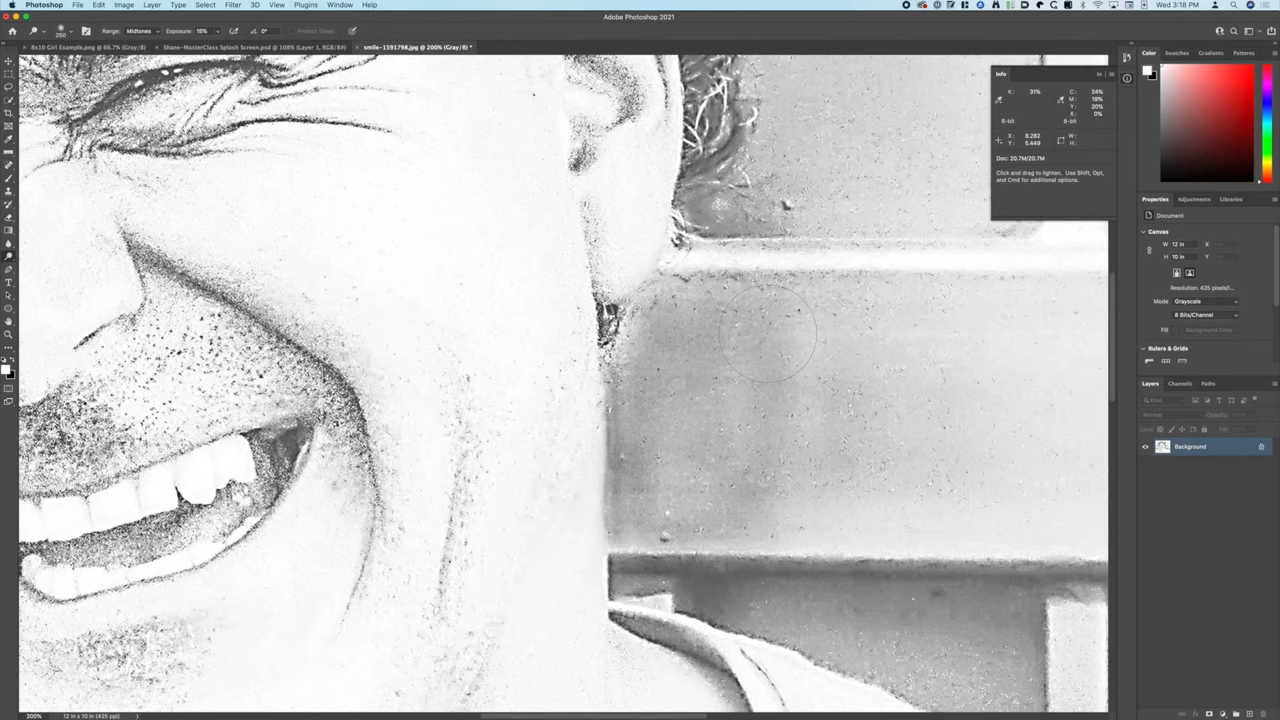 Photoshop File Edit Image Layer Type Select Filter 3D View Plugins Window Help
Wed 3:18 PM
Adobe Photoshop 2021
250
Range: Midtones Exposure: 15% 0° Protect Tones
8x10 Girl Example.png @ 66.7% (Gray/8)
Shane-MasterClass Splash Screen.psd @ 108% (Layer 1, RGB/8#)
smile-1591798.jpg @ 200% (Gray/8) *
Info
K: 31%
8-bit
C: 24%
M: 19%
Y: 20%
K: 0%
8-bit
X: 8.282
Y: 5.449
W:
H:
Doc: 20.7M/20.7M
Click and drag to lighten. Use Shift, Opt,
and Cmd for additional options.
Color Swatches Gradients Patterns
Properties Adjustments Libraries
Document
Canvas
W 12 in X
H 10 in Y
Resolution: 425 pixels/i...
Mode Grayscale
8 Bits/Channel
Fill Background Color
Rulers & Grids
Layers Channels Paths
Kind
Normal Opacity:
Lock: Fill:
Background
200% 12 in x 10 in (425 ppi)